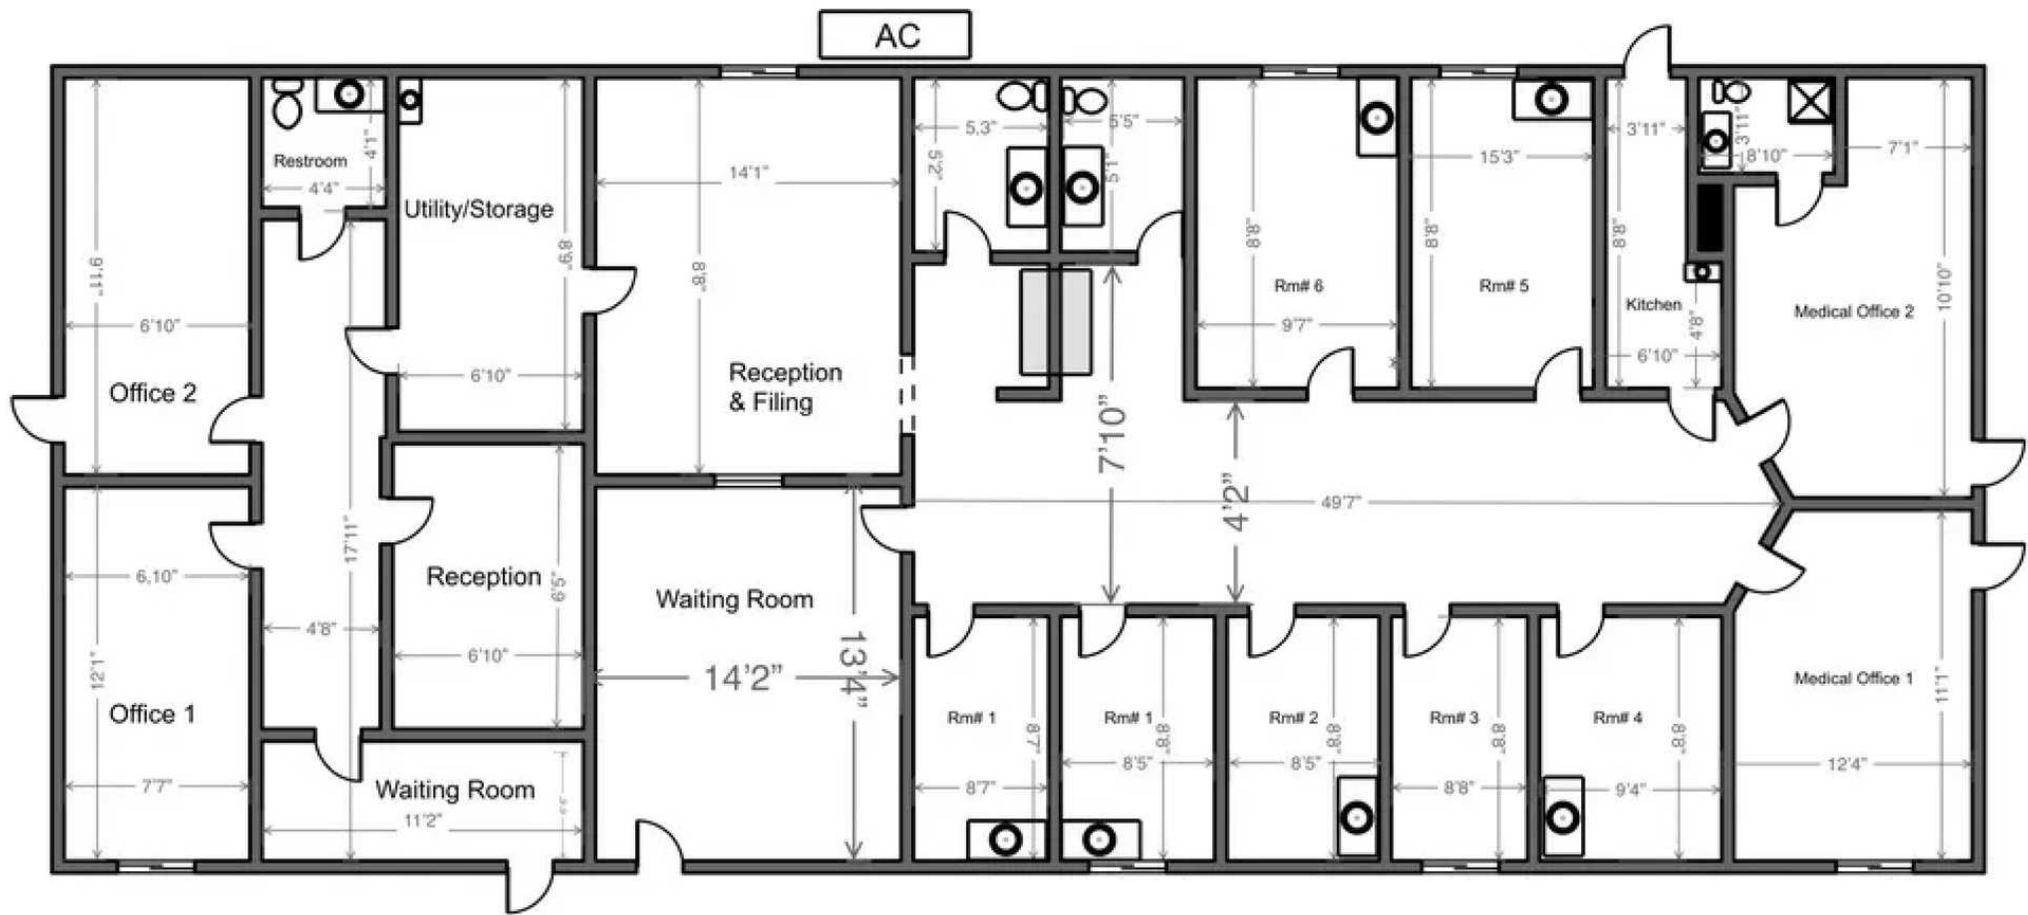 AC
9'11"
6'10"
Office 2
Restroom
4'1"
4'4"
Utility/Storage
8'9"
6'10"
14'1"
8'8"
Reception
& Filing
5,3"
5'2"
5'5"
5'1"
8'8"
Rm# 6
9'7"
15'3"
8'8"
Rm# 5
3'11"
8'8"
Kitchen
4'8"
6'10"
3'11"
8'10"
7'1"
Medical Office 2
10'10"
7'10"
4'2"
49'7"
6,10"
12'1"
Office 1
7'7"
17'11"
4'8"
Reception
9'5"
6'10"
Waiting Room
11'2"
Waiting Room
14'2"
13'4"
Rm# 1
8'7"
8'7"
Rm# 1
8'8"
8'5"
Rm# 2
8'8"
8'5"
Rm# 3
8'8"
8'8"
Rm# 4
8'8"
9'4"
Medical Office 1
11'1"
12'4"